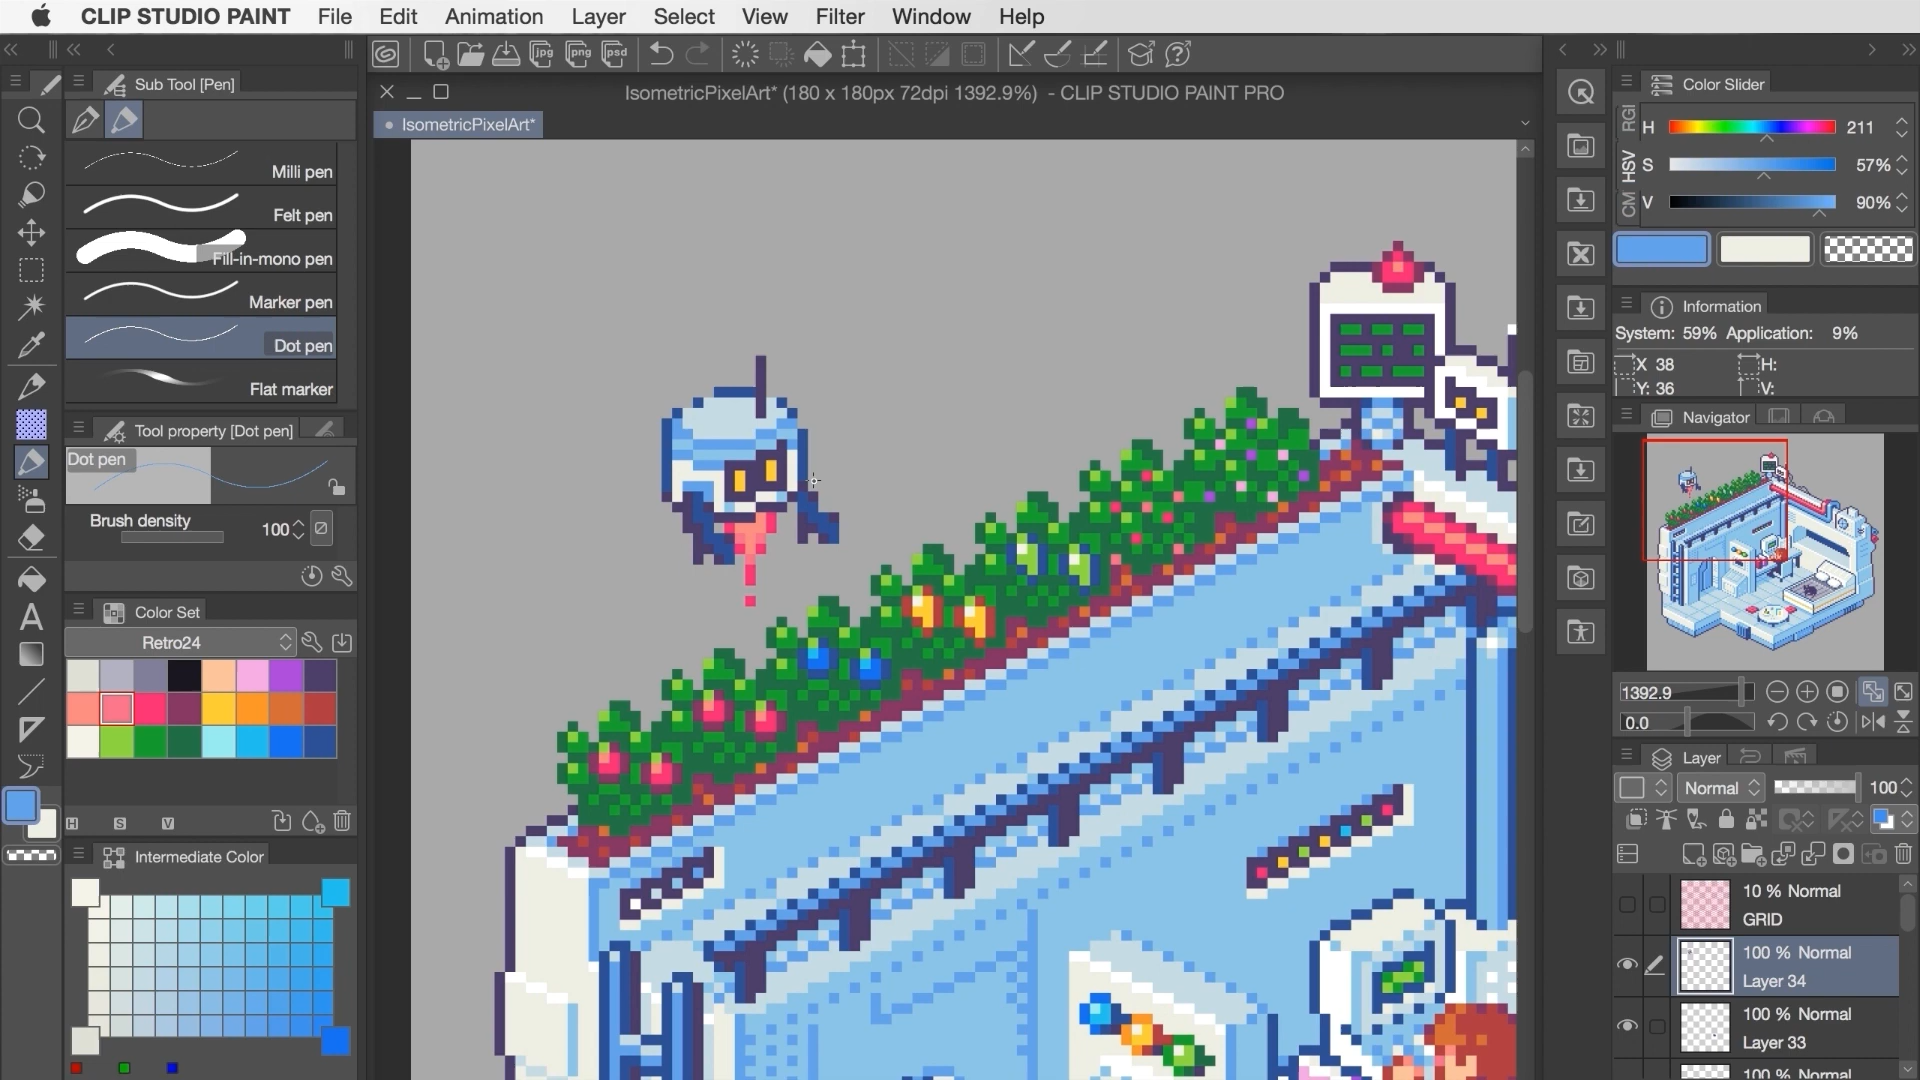 CLIP STUDIO PAINT File Edit Animation Layer Select View Filter Window Help
jpg png psd
Sub Tool [Pen]
IsometricPixelArt* (180 x 180px 72dpi 1392.9%) - CLIP STUDIO PAINT PRO
IsometricPixelArt*
Milli pen
Felt pen
Fill-in-mono pen
Marker pen
Dot pen
Flat marker
Tool property [Dot pen]
Dot pen
Brush density 100
Color Set
Retro24
H S V
Intermediate Color
Color Slider
HSV
H 211
S 57%
V 90%
Information
System: 59% Application: 9%
X 38 H:
Y: 36 V:
Navigator
1392.9
0.0
Layer
Normal 100
10 % Normal
GRID
100 % Normal
Layer 34
100 % Normal
Layer 33
100 % Normal